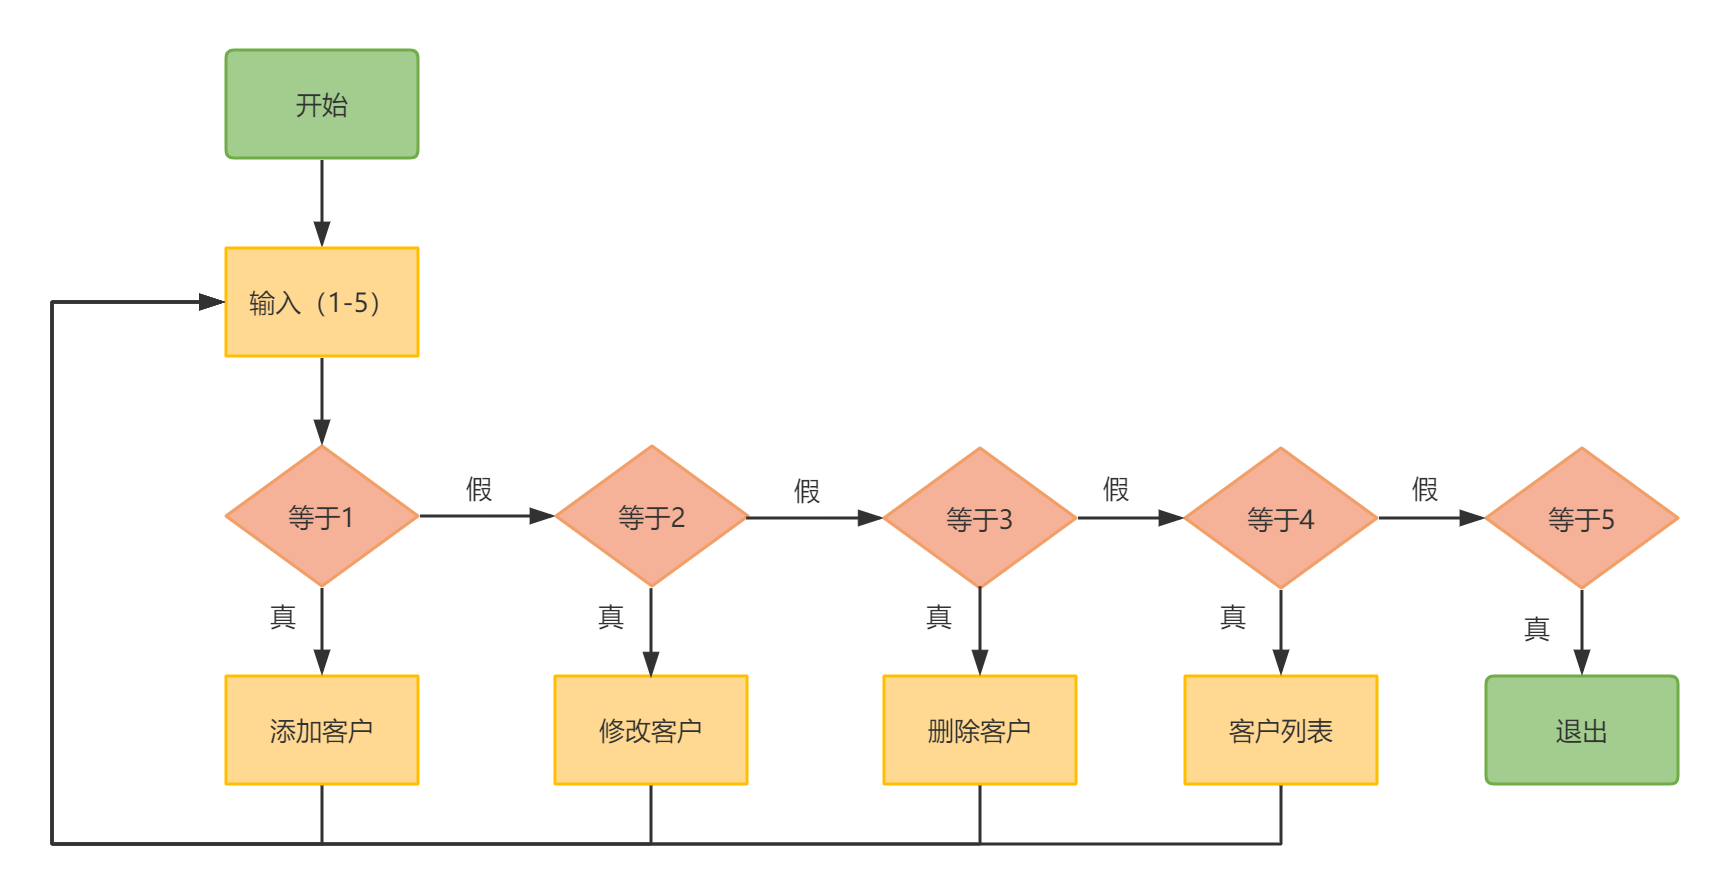 开始
输入（1-5）
等于1
假
等于2
假
等于3
假
等于4
假
等于5
真
真
真
真
真
添加客户
修改客户
删除客户
客户列表
退出